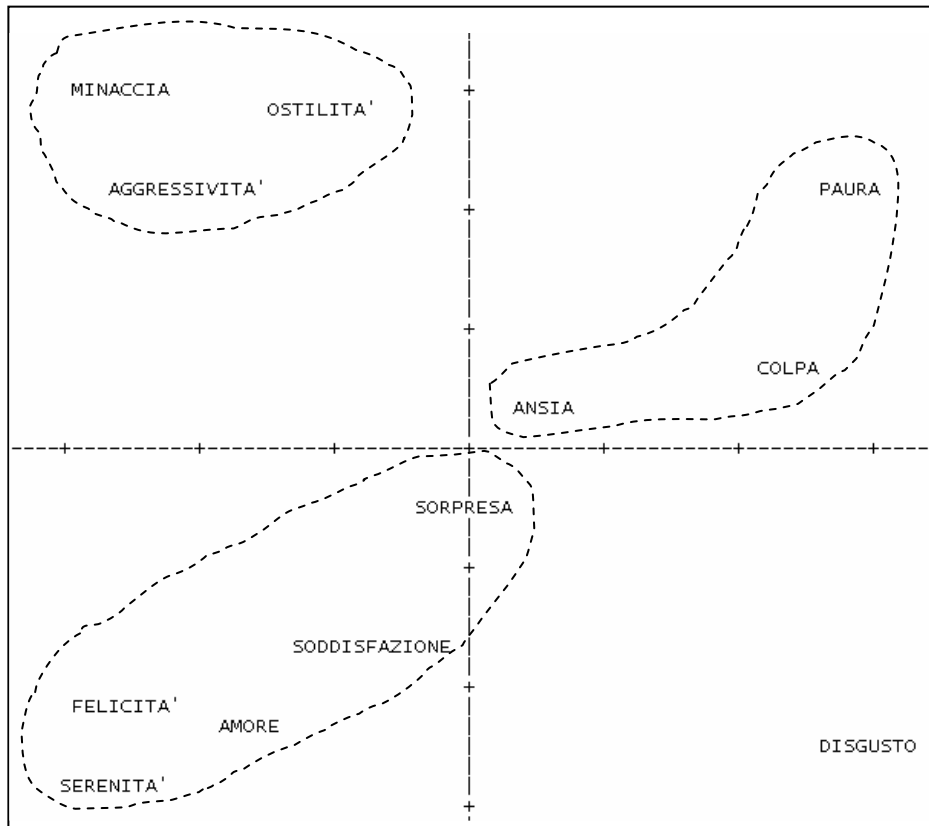 MINACCIA
OSTILITA'
AGGRESSIVITA'
PAURA
COLPA
ANSIA
SORPRESA
SODDISFAZIONE
FELICITA'
AMORE
DISGUSTO
SERENITA'